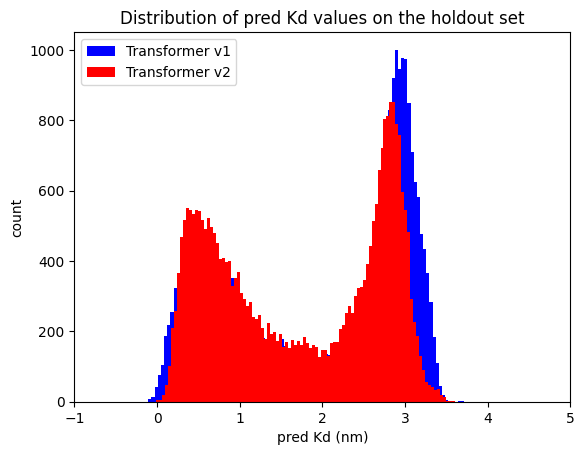 Distribution of pred Kd values on the holdout set
Transformer v1
Transformer v2
count
1000
800
600
400
200
0
−1
0
1
2
3
4
5
pred Kd (nm)